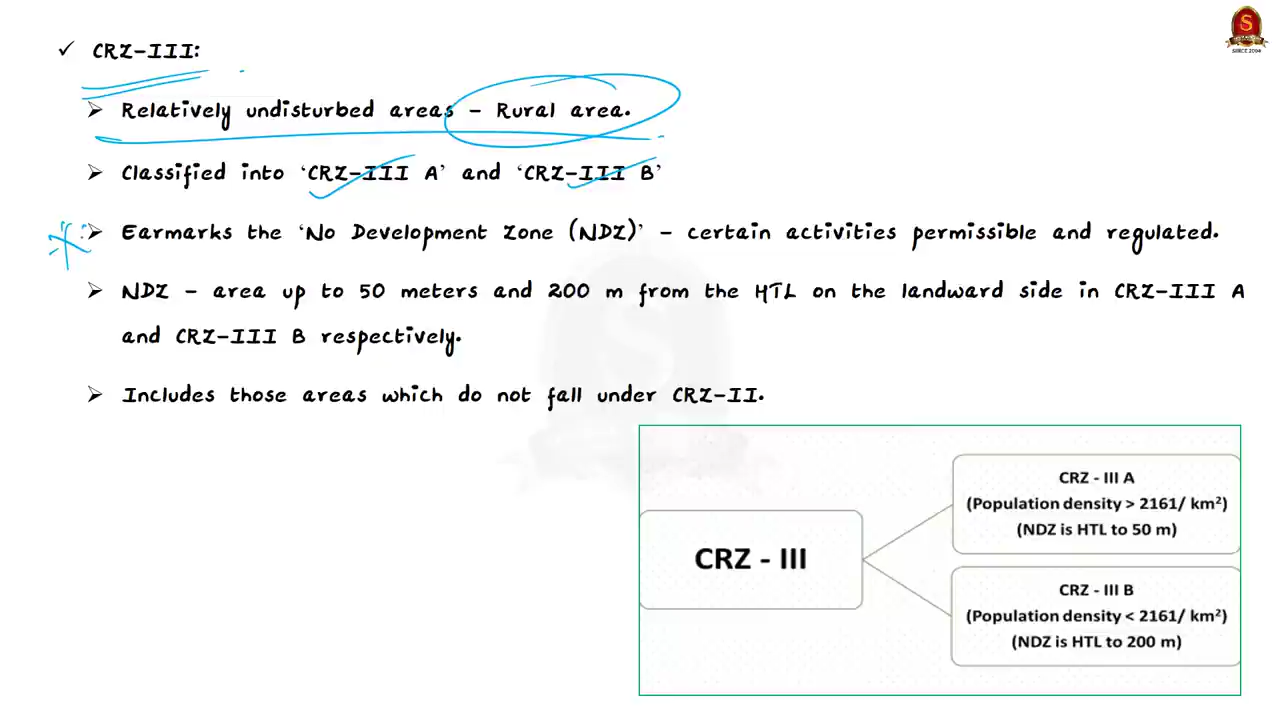 ✓ CRZ-III:
➢ Relatively undisturbed areas – Rural area.
➢ Classified into ‘CRZ-III A’ and ‘CRZ-III B’
➢ Earmarks the ‘No Development Zone (NDZ)’ – certain activities permissible and regulated.
➢ NDZ – area up to 50 meters and 200 m from the HTL on the landward side in CRZ-III A
and CRZ-III B respectively.
➢ Includes those areas which do not fall under CRZ-II.
CRZ - III
CRZ - III A
(Population density > 2161/ km²)
(NDZ is HTL to 50 m)
CRZ - III B
(Population density < 2161/ km²)
(NDZ is HTL to 200 m)
S
SINCE 2004